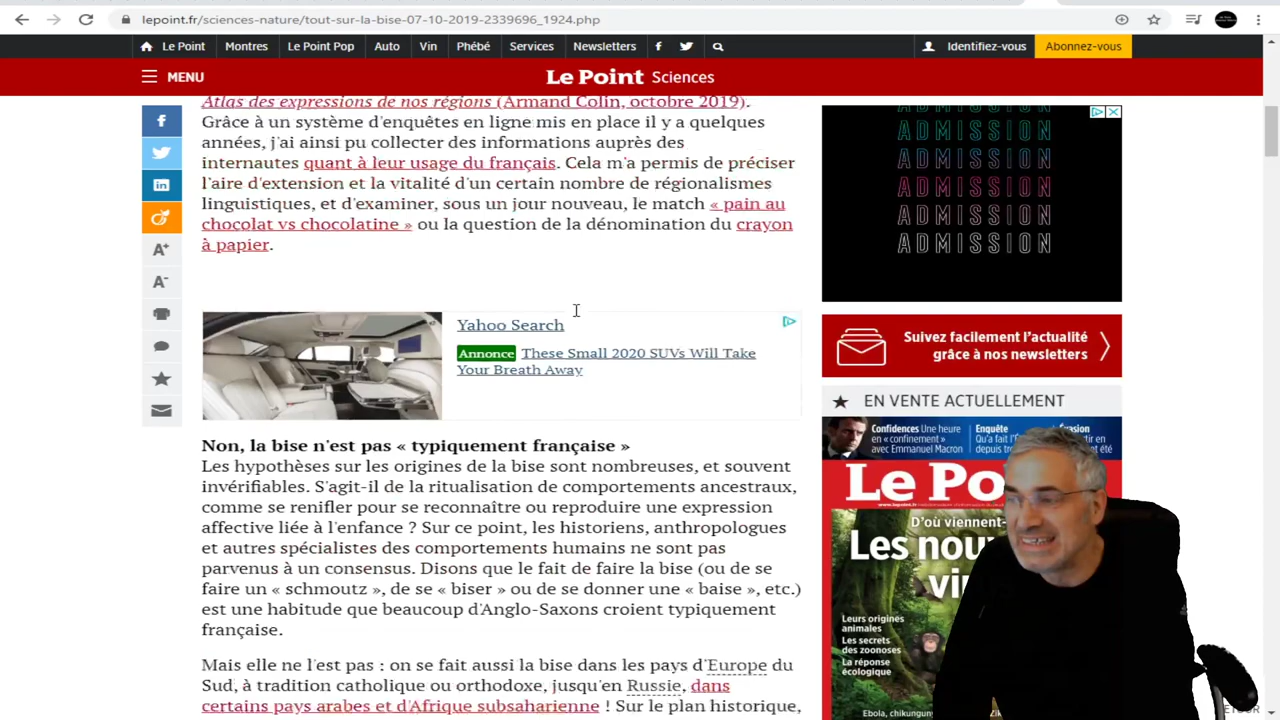 lepoint.fr/sciences-nature/tout-sur-la-bise-07-10-2019-2339696_1924.php
Le Point Montres Le Point Pop Auto Vin Phébé Services Newsletters f Identifiez-vous Abonnez-vous
MENU Le Point Sciences
Atlas des expressions de nos régions (Armand Colin, octobre 2019).
Grâce à un système d'enquêtes en ligne mis en place il y a quelques
années, j'ai ainsi pu collecter des informations auprès des
internautes quant à leur usage du français. Cela m'a permis de préciser
l'aire d'extension et la vitalité d'un certain nombre de régionalismes
linguistiques, et d'examiner, sous un jour nouveau, le match « pain au
chocolat vs chocolatine » ou la question de la dénomination du crayon
à papier.
f
in
A+
A-
Yahoo Search
Annonce These Small 2020 SUVs Will Take
Your Breath Away
Non, la bise n'est pas « typiquement française »
Les hypothèses sur les origines de la bise sont nombreuses, et souvent
invérifiables. S'agit-il de la ritualisation de comportements ancestraux,
comme se renifler pour se reconnaître ou reproduire une expression
affective liée à l'enfance ? Sur ce point, les historiens, anthropologues
et autres spécialistes des comportements humains ne sont pas
parvenus à un consensus. Disons que le fait de faire la bise (ou de se
faire un « schmoutz », de se « biser » ou de se donner une « baise », etc.)
est une habitude que beaucoup d'Anglo-Saxons croient typiquement
française.
Mais elle ne l'est pas : on se fait aussi la bise dans les pays d'Europe du
Sud, à tradition catholique ou orthodoxe, jusqu'en Russie, dans
certains pays arabes et d'Afrique subsaharienne ! Sur le plan historique,
ADMISSION
ADMISSION
ADMISSION
ADMISSION
ADMISSION
ADMISSION
Suivez facilement l'actualité
grâce à nos newsletters
EN VENTE ACTUELLEMENT
Confidences Une heure
en « confinement »
avec Emmanuel Macron
Enquête
Qu'a fait
Évasion
en
été
Le Po
D'où viennent-
Les nou
vi
Leurs origines
animales
Les secrets
des zoonoses
La réponse
écologique
Ebola,